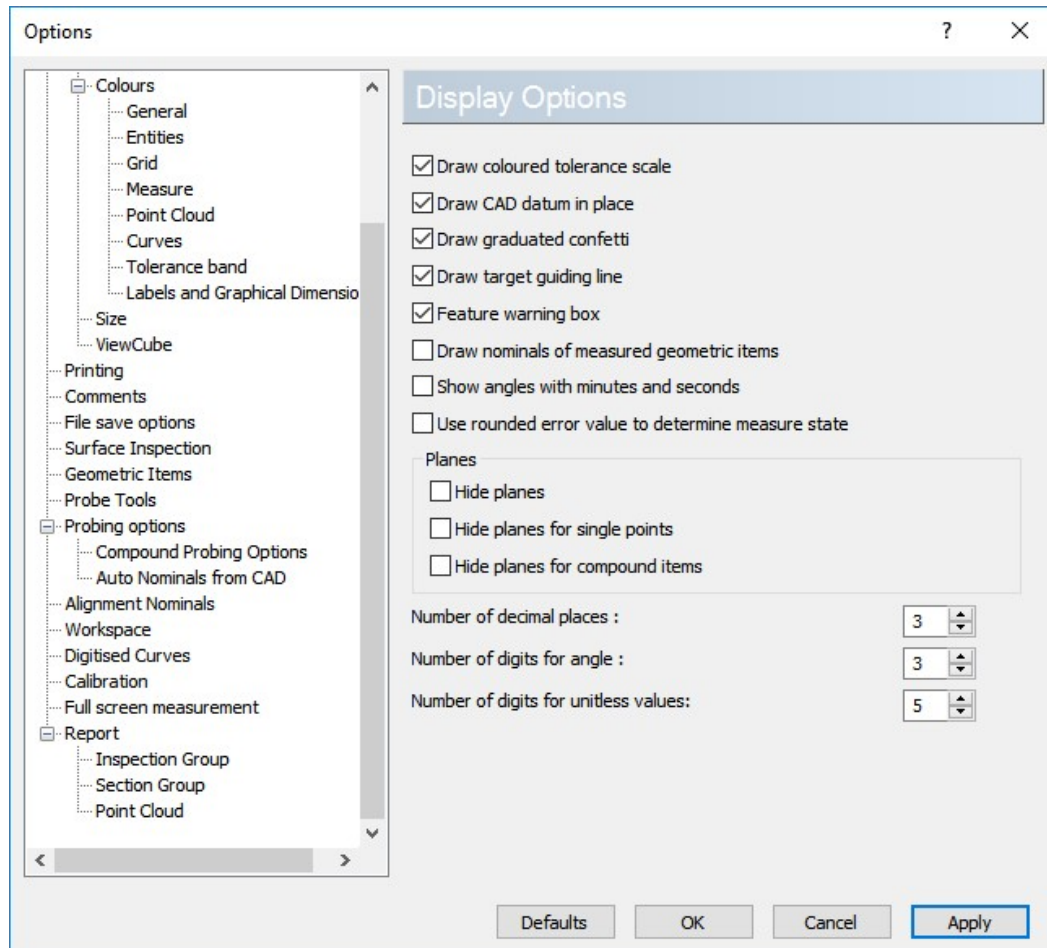 Options
?
Colours
General
Entities
Grid
Measure
Point Cloud
Curves
Tolerance band
Labels and Graphical Dimensio
Size
ViewCube
Printing
Comments
File save options
Surface Inspection
Geometric Items
Probe Tools
Probing options
Compound Probing Options
Auto Nominals from CAD
Alignment Nominals
Workspace
Digitised Curves
Calibration
Full screen measurement
Report
Inspection Group
Section Group
Point Cloud
Display Options
Draw coloured tolerance scale
Draw CAD datum in place
Draw graduated confetti
Draw target guiding line
Feature warning box
Draw nominals of measured geometric items
Show angles with minutes and seconds
Use rounded error value to determine measure state
Planes
Hide planes
Hide planes for single points
Hide planes for compound items
Number of decimal places : 3
Number of digits for angle : 3
Number of digits for unitless values: 5
Defaults OK Cancel Apply